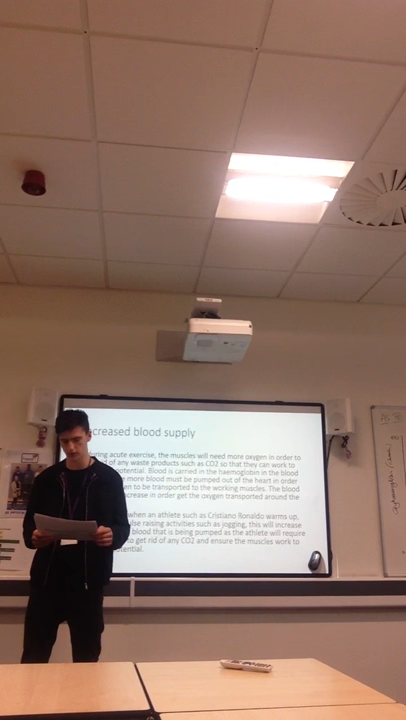 creased blood supply
uring acute exercise, the muscles will need more oxygen in order to
d of any waste products such as CO2 so that they can work to
potential. Blood is carried in the haemoglobin in the blood
more blood must be pumped out of the heart in order
en to be transported to the working muscles. The blood
crease in order get the oxygen transported around the
when an athlete such as Cristiano Ronaldo warms up,
lse raising activities such as jogging, this will increase
blood that is being pumped as the athlete will require
to get rid of any CO2 and ensure the muscles work to
otential.